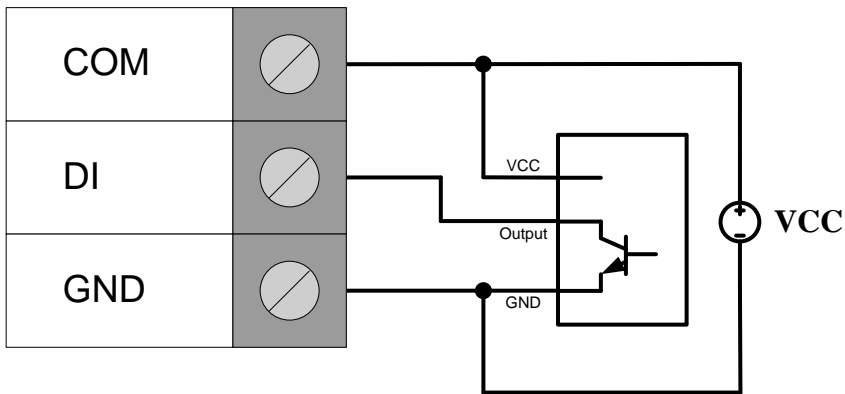 COM
DI
GND
VCC
Output
GND
VCC